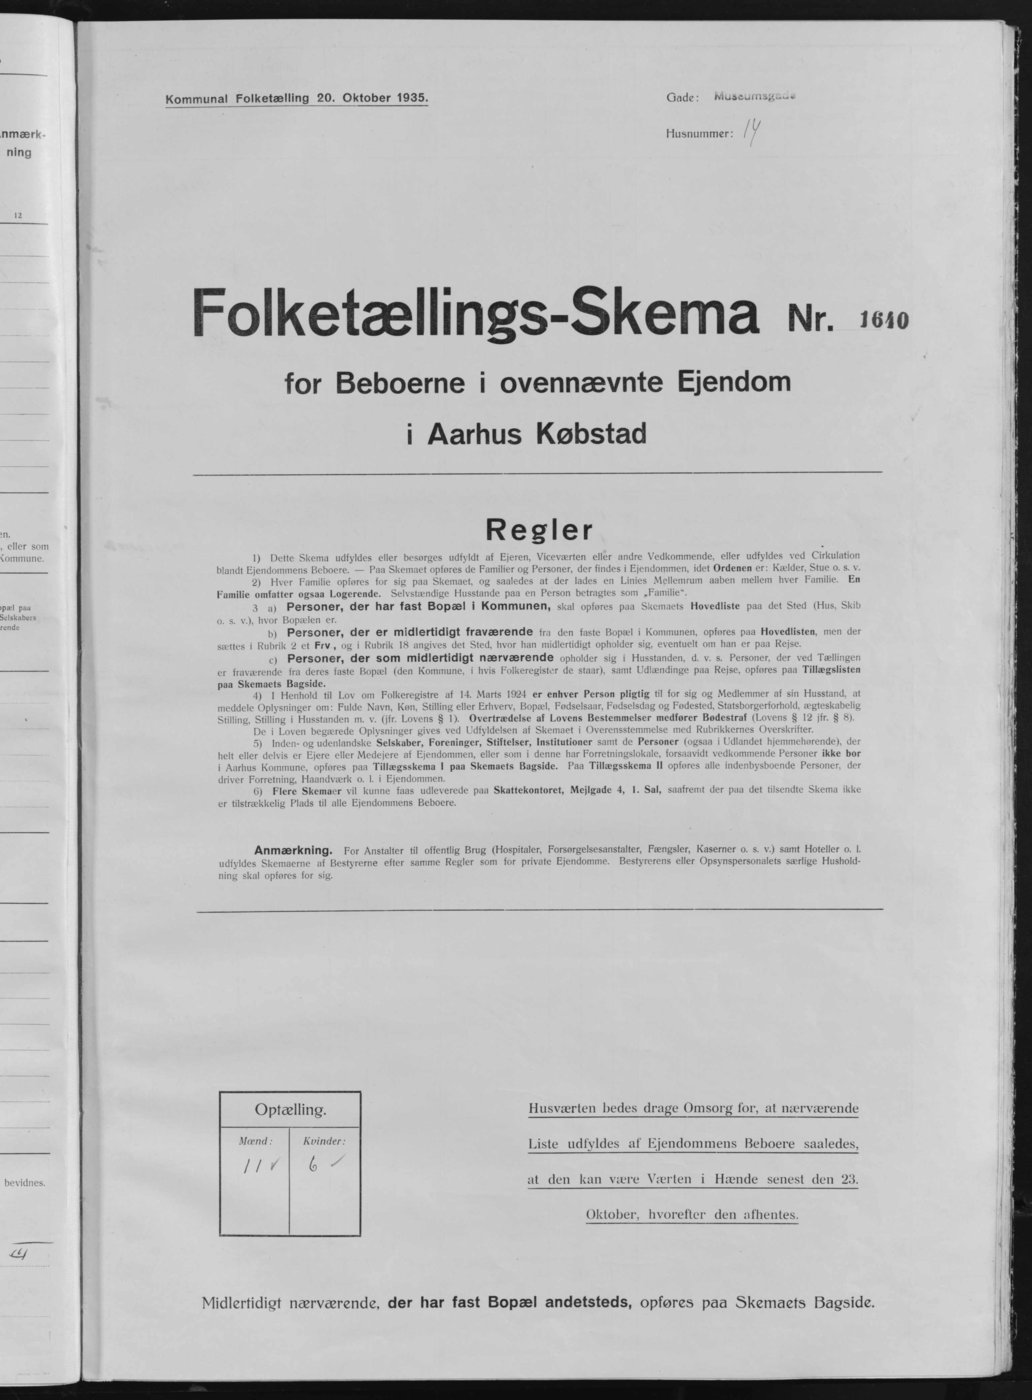 nmærk-
ning
12
en.
, eller som
Kommune.
opæl paa
Selskabers
rende
bevidnes.
Kommunal Folketælling 20. Oktober 1935.
Gade: Museumsgade
Husnummer: 14
Folketællings-Skema Nr. 1640
for Beboerne i ovennævnte Ejendom
i Aarhus Købstad
Regler
1) Dette Skema udfyldes eller besørges udfyldt af Ejeren, Viceværten eller andre Vedkommende, eller udfyldes ved Cirkulation
blandt Ejendommens Beboere. — Paa Skemaet opføres de Familier og Personer, der findes i Ejendommen, idet Ordenen er: Kælder, Stue o. s. v.
2) Hver Familie opføres for sig paa Skemaet, og saaledes at der lades en Linies Mellemrum aaben mellem hver Familie. En
Familie omfatter ogsaa Logerende. Selvstændige Husstande paa en Person betragtes som „Familie“.
3 a) Personer, der har fast Bopæl i Kommunen, skal opføres paa Skemaets Hovedliste paa det Sted (Hus, Skib
o. s. v.), hvor Bopælen er.
b) Personer, der er midlertidigt fraværende fra den faste Bopæl i Kommunen, opføres paa Hovedlisten, men der
sættes i Rubrik 2 et Frv., og i Rubrik 18 angives det Sted, hvor han midlertidigt opholder sig, eventuelt om han er paa Rejse.
c) Personer, der som midlertidigt nærværende opholder sig i Husstanden, d. v. s. Personer, der ved Tællingen
er fraværende fra deres faste Bopæl (den Kommune, i hvis Folkeregister de staar), samt Udlændinge paa Rejse, opføres paa Tillægslisten
paa Skemaets Bagside.
4) I Henhold til Lov om Folkeregistre af 14. Marts 1924 er enhver Person pligtig til for sig og Medlemmer af sin Husstand, at
meddele Oplysninger om: Fulde Navn, Køn, Stilling eller Erhverv, Bopæl, Fødselsaar, Fødselsdag og Fødested, Statsborgerforhold, ægteskabelig
Stilling, Stilling i Husstanden m. v. (jfr. Lovens § 1). Overtrædelse af Lovens Bestemmelser medfører Bødestraf (Lovens § 12 jfr. § 8).
De i Loven begærede Oplysninger gives ved Udfyldelsen af Skemaet i Overensstemmelse med Rubrikkernes Overskrifter.
5) Inden- og udenlandske Selskaber, Foreninger, Stiftelser, Institutioner samt de Personer (ogsaa i Udlandet hjemmehørende), der
helt eller delvis er Ejere eller Medejere af Ejendommen, eller som i denne har Forretningslokale, forsaavidt vedkommende Personer ikke bor
i Aarhus Kommune, opføres paa Tillægsskema I paa Skemaets Bagside. Paa Tillægsskema II opføres alle indenbysboende Personer, der
driver Forretning, Haandværk o. l. i Ejendommen.
6) Flere Skemaer vil kunne faas udleverede paa Skattekontoret, Mejlgade 4, 1. Sal, saafremt der paa det tilsendte Skema ikke
er tilstrækkelig Plads til alle Ejendommens Beboere.
Anmærkning. For Anstalter til offentlig Brug (Hospitaler, Forsørgelsesanstalter, Fængsler, Kaserner o. s. v.) samt Hoteller o. l.
udfyldes Skemaerne af Bestyrerne efter samme Regler som for private Ejendomme. Bestyrerens eller Opsynspersonalets særlige Hushold-
ning skal opføres for sig.
Optælling.
Mænd: Kvinder:
11 ✓ 6 ✓
Husværten bedes drage Omsorg for, at nærværende
Liste udfyldes af Ejendommens Beboere saaledes,
at den kan være Værten i Hænde senest den 23.
Oktober, hvorefter den afhentes.
Midlertidigt nærværende, der har fast Bopæl andetsteds, opføres paa Skemaets Bagside.